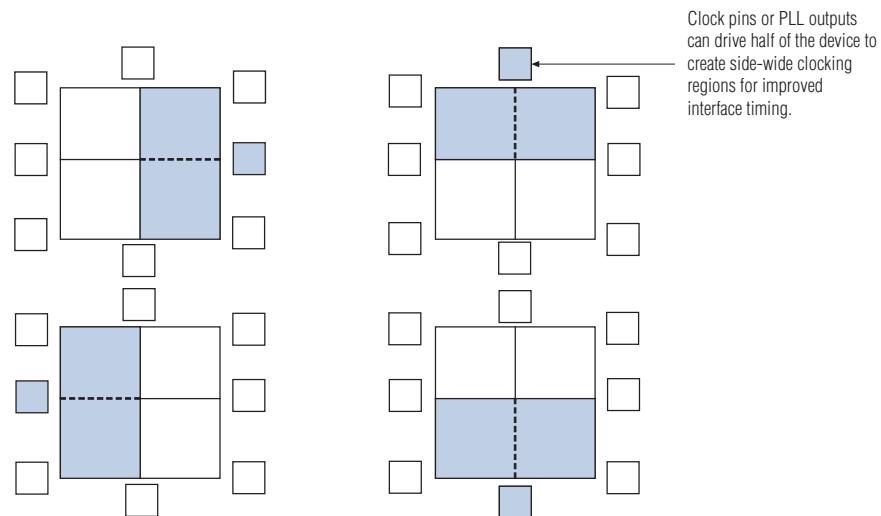 Clock pins or PLL outputs
can drive half of the device to
create side-wide clocking
regions for improved
interface timing.